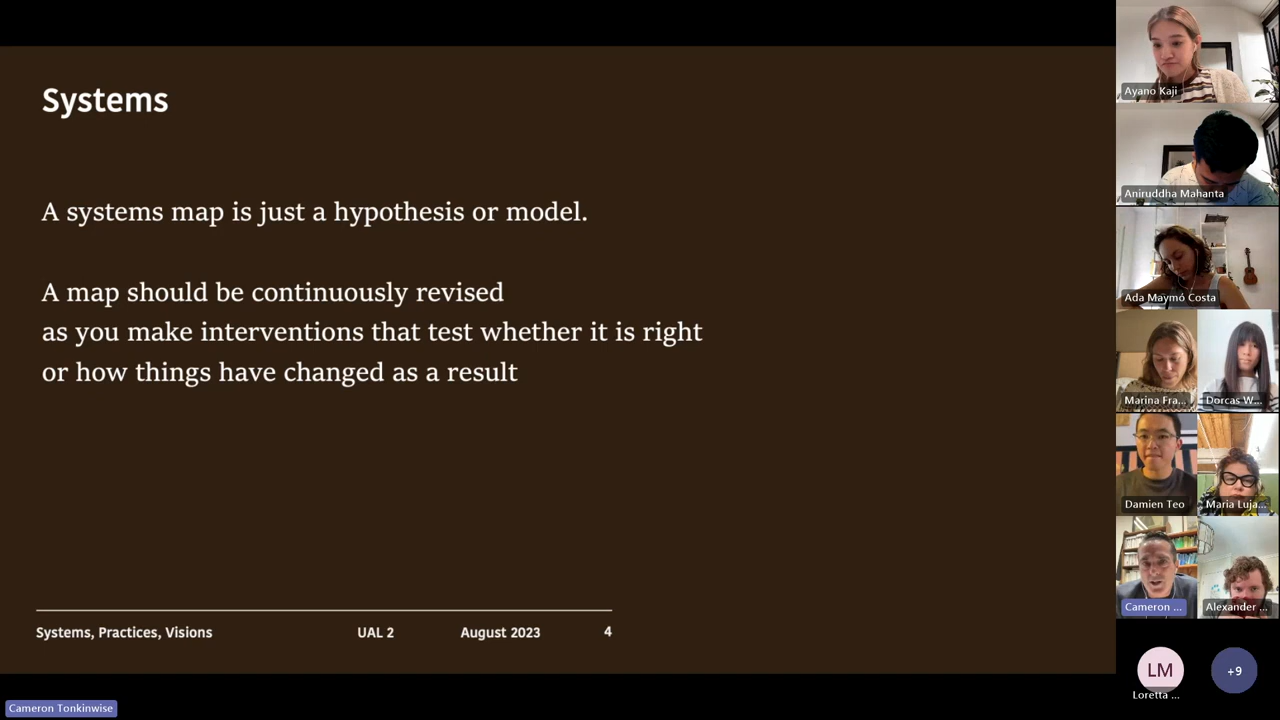 Systems
A systems map is just a hypothesis or model.
A map should be continuously revised
as you make interventions that test whether it is right
or how things have changed as a result
Systems, Practices, Visions
UAL 2
August 2023
4
Cameron Tonkinwise
Ayano Kaji
Aniruddha Mahanta
Ada Maymó Costa
Marina Fra...
Dorcas W...
Damien Teo
Maria Luja...
Cameron ...
Alexander ...
LM
Loretta ...
+9